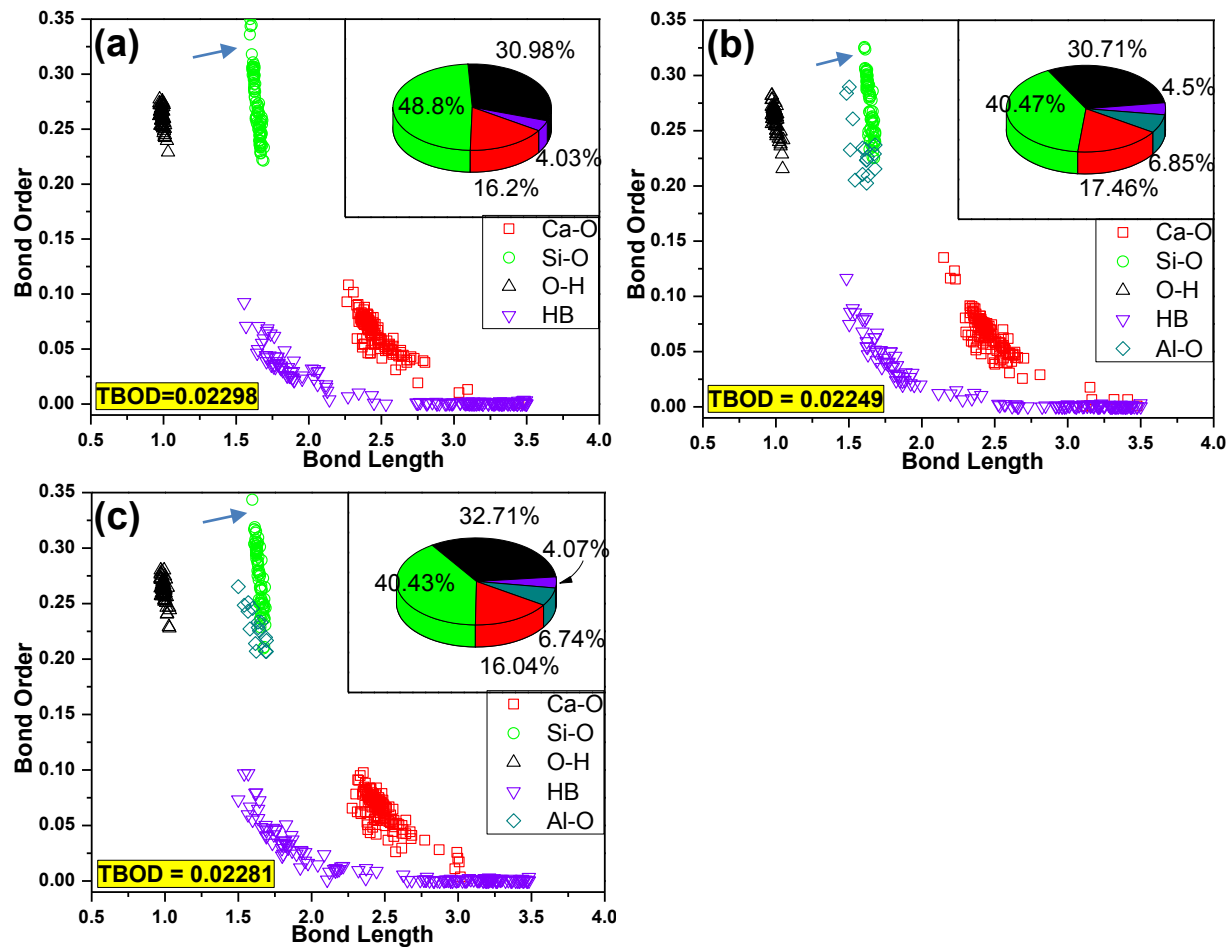 (a)
Bond Order
0.35
0.30
0.25
0.20
0.15
0.10
0.05
0.00
30.98%
48.8%
4.03%
16.2%
Ca-O
Si-O
O-H
HB
TBOD=0.02298
0.5 1.0 1.5 2.0 2.5 3.0 3.5 4.0
Bond Length
(b)
Bond Order
0.35
0.30
0.25
0.20
0.15
0.10
0.05
0.00
30.71%
4.5%
40.47%
6.85%
17.46%
Ca-O
Si-O
O-H
HB
Al-O
TBOD = 0.02249
0.5 1.0 1.5 2.0 2.5 3.0 3.5 4.0
Bond Length
(c)
Bond Order
0.35
0.30
0.25
0.20
0.15
0.10
0.05
0.00
32.71%
4.07%
40.43%
6.74%
16.04%
Ca-O
Si-O
O-H
HB
Al-O
TBOD = 0.02281
0.5 1.0 1.5 2.0 2.5 3.0 3.5 4.0
Bond Length